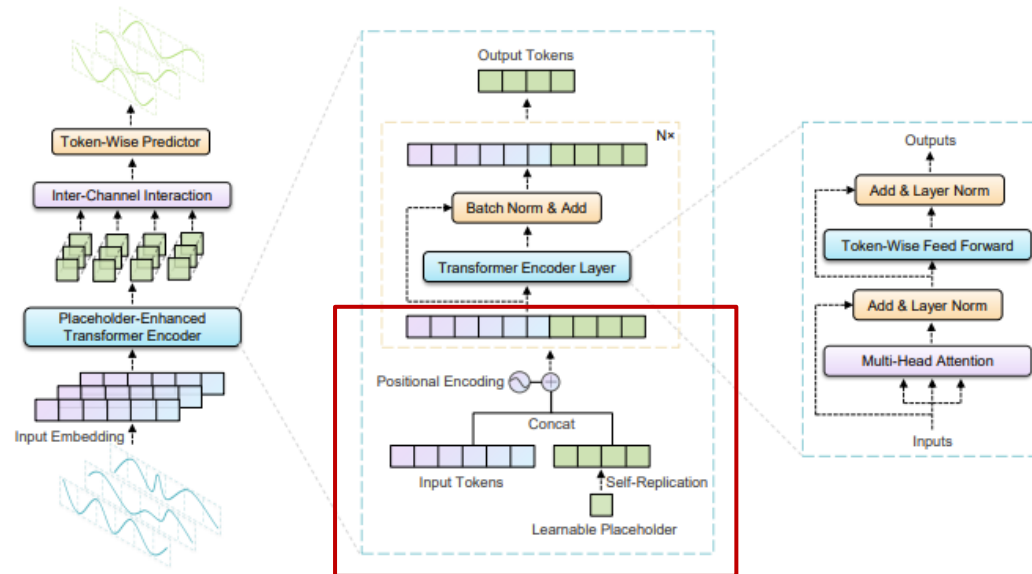 Token-Wise Predictor
Inter-Channel Interaction
Placeholder-Enhanced
Transformer Encoder
Input Embedding
Output Tokens
N×
Batch Norm & Add
Transformer Encoder Layer
Positional Encoding
Concat
Input Tokens
Self-Replication
Learnable Placeholder
Outputs
Add & Layer Norm
Token-Wise Feed Forward
Add & Layer Norm
Multi-Head Attention
Inputs